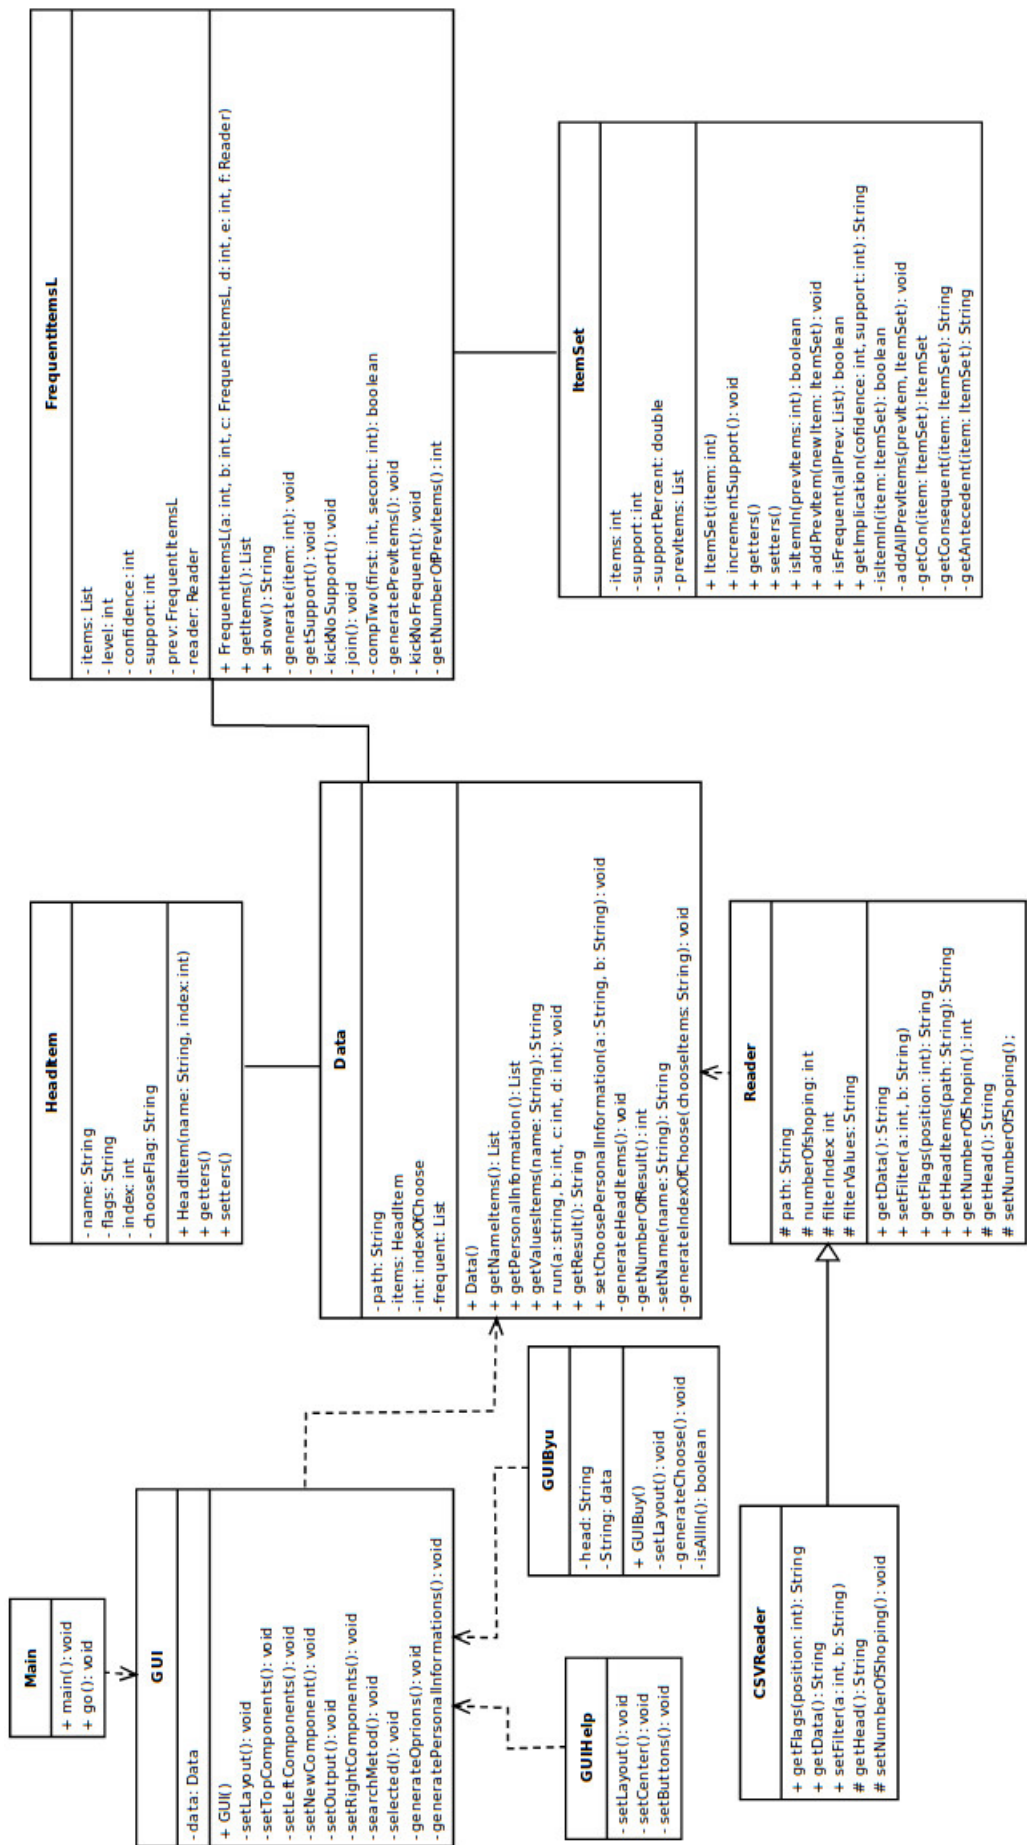 Main
+ main(): void
+ go(): void
GUI
- data: Data
+ GUI()
- setLayout(): void
- setTopComponents(): void
- setLeftComponents(): void
- setNewComponent(): void
- setOutput(): void
- setRightComponents(): void
- searchMetod(): void
- selected(): void
- generateOprions(): void
- generatePersonalInformations(): void
GUIHelp
- setLayout(): void
- setCenter(): void
- setButtons(): void
GUIByu
- head: String
- String: data
+ GUIBuy()
- setLayout(): void
- generateChoose(): void
- isAllIn(): boolean
CSVReader
+ getFlags(position: int): String
+ getData(): String
+ setFilter(a: int, b: String)
# getHead(): String
# setNumberOfShoping(): void
HeadItem
- name: String
- flags: String
- index: int
- chooseFlag: String
+ HeadItem(name: String, index: int)
+ getters()
+ setters()
Data
- path: String
- items: HeadItem
- int: indexOfChoose
- frequent: List
+ Data()
+ getNameItems(): List
+ getPersonalInformation(): List
+ getValuesItems(name: String): String
+ run(a: string, b: int, c: int, d: int): void
+ getResult(): String
+ setChoosePersonalInformation(a: String, b: String): void
- generateHeadItems(): void
- getNumberOfResult(): int
- setName(name: String): String
- generateIndexOfChoose(chooseItems: String): void
Reader
# path: String
# numberOfshoping: int
# filterIndex int
# filterValues: String
+ getData(): String
+ setFilter(a: int, b: String)
+ getFlags(position: int): String
+ getHeadItems(path: String): String
+ getNumberOfShopin(): int
# getHead(): String
# setNumberOfShoping():
FrequentItemsL
- items: List
- level: int
- confidence: int
- support: int
- prev: FrequentItemsL
- reader: Reader
+ FrequentItemsL(a: int, b: int, c: FrequentItemsL, d: int, e: int, f: Reader)
+ getItems(): List
+ show(): String
- generate(item: int): void
- getSupport(): void
- kickNoSupport(): void
- join(): void
- compTwo(first: int, second: int): boolean
- generatePrevItems(): void
- kickNoFrequent(): void
- getNumberOfPrevItems(): int
ItemSet
- items: int
- support: int
- supportPercent: double
- prevItems: List
+ ItemSet(item: int)
+ incrementSupport(): void
+ getters()
+ setters()
+ isItemIn(prevItems: int): boolean
+ addPrevItem(newItem: ItemSet): void
+ isFrequent(allPrev: List): boolean
+ getImplication(cofidence: int, support: int): String
- isItemIn(item: ItemSet): boolean
- addAllPrevItems(prevItem, ItemSet): void
- getCon(item: ItemSet): ItemSet
- getConsequent(item: ItemSet): String
- getAntecedent(item: ItemSet): String